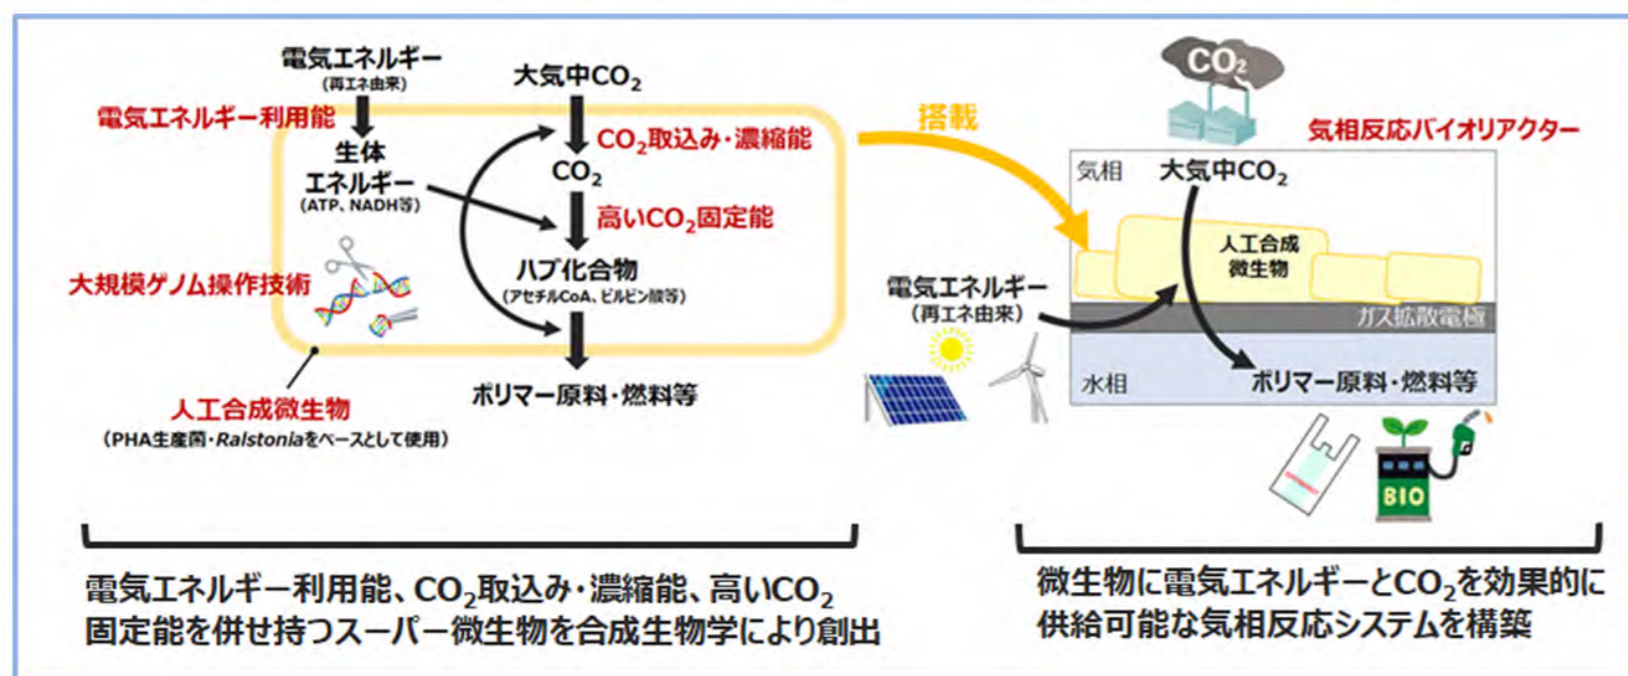 電気エネルギー
(再エネ由来)
大気中CO₂
電気エネルギー利用能
CO₂取込み・濃縮能
生体
エネルギー
(ATP、NADH等)
CO₂
高いCO₂固定能
大規模ゲノム操作技術
ハブ化合物
(アセチルCoA、ピルビン酸等)
ポリマー原料・燃料等
人工合成微生物
(PHA生産菌・Ralstoniaをベースとして使用)
電気エネルギー利用能、CO₂取込み・濃縮能、高いCO₂
固定能を併せ持つスーパー微生物を合成生物学により創出
搭載
CO₂
気相反応バイオリアクター
気相
大気中CO₂
人工合成
微生物
電気エネルギー
(再エネ由来)
ガス拡散電極
水相
ポリマー原料・燃料等
BIO
微生物に電気エネルギーとCO₂を効果的に
供給可能な気相反応システムを構築